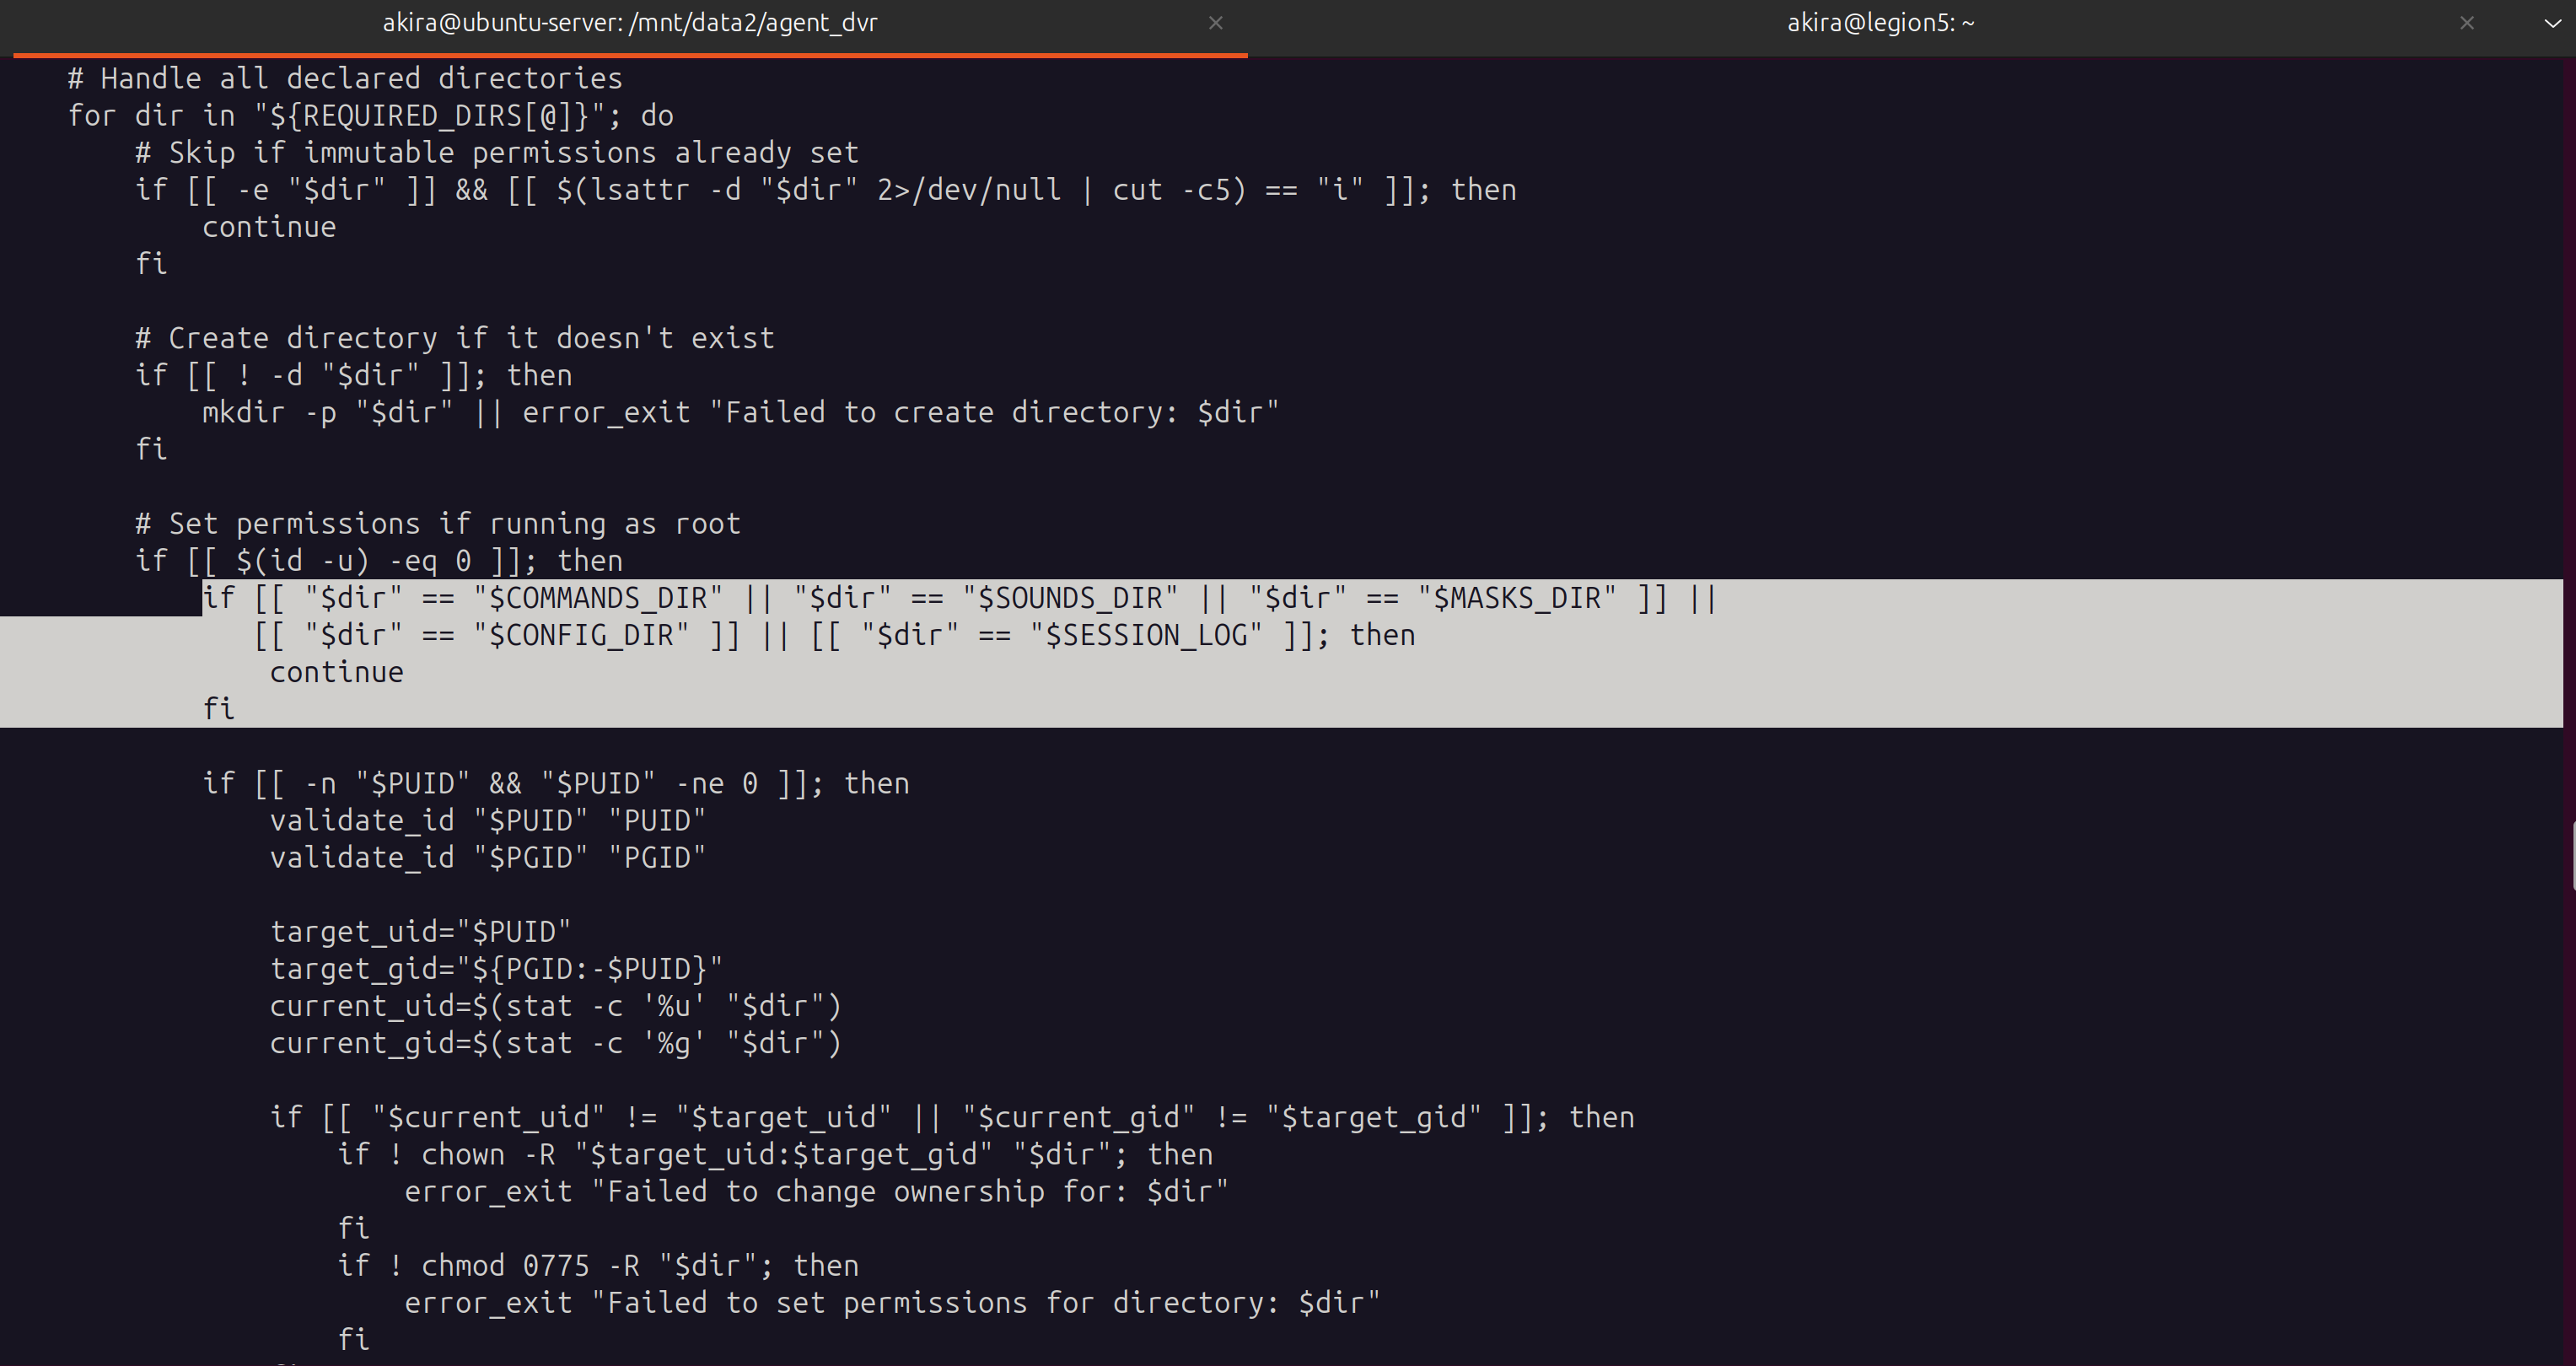 akira@ubuntu-server: /mnt/data2/agent_dvr × akira@legion5: ~ ×
# Handle all declared directories
for dir in "${REQUIRED_DIRS[@]}"; do
# Skip if immutable permissions already set
if [[ -e "$dir" ]] && [[ $(lsattr -d "$dir" 2>/dev/null | cut -c5) == "i" ]]; then
continue
fi
# Create directory if it doesn't exist
if [[ ! -d "$dir" ]]; then
mkdir -p "$dir" || error_exit "Failed to create directory: $dir"
fi
# Set permissions if running as root
if [[ $(id -u) -eq 0 ]]; then
if [[ "$dir" == "$COMMANDS_DIR" || "$dir" == "$SOUNDS_DIR" || "$dir" == "$MASKS_DIR" ]] ||
[[ "$dir" == "$CONFIG_DIR" ]] || [[ "$dir" == "$SESSION_LOG" ]]; then
continue
fi
if [[ -n "$PUID" && "$PUID" -ne 0 ]]; then
validate_id "$PUID" "PUID"
validate_id "$PGID" "PGID"
target_uid="$PUID"
target_gid="${PGID:-$PUID}"
current_uid=$(stat -c '%u' "$dir")
current_gid=$(stat -c '%g' "$dir")
if [[ "$current_uid" != "$target_uid" || "$current_gid" != "$target_gid" ]]; then
if ! chown -R "$target_uid:$target_gid" "$dir"; then
error_exit "Failed to change ownership for: $dir"
fi
if ! chmod 0775 -R "$dir"; then
error_exit "Failed to set permissions for directory: $dir"
fi